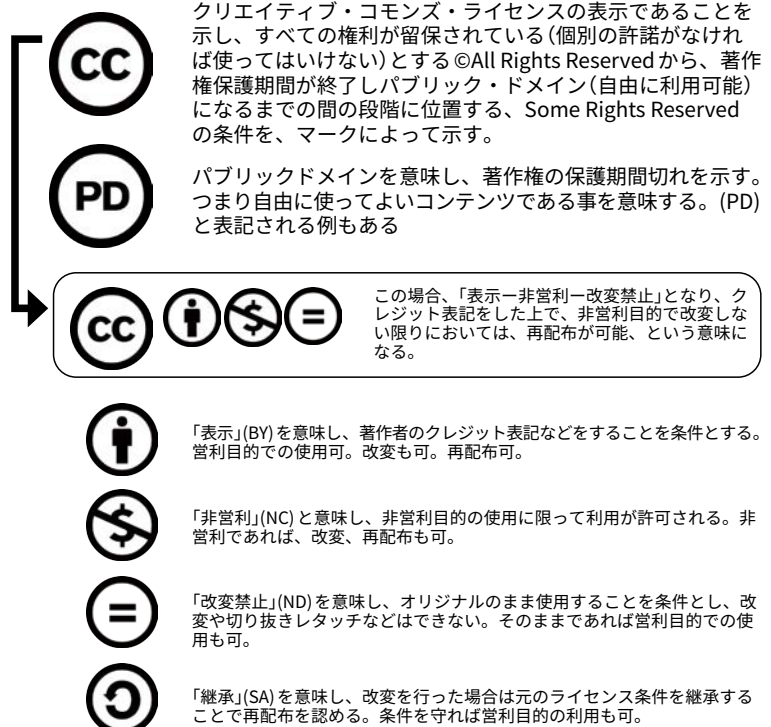 クリエイティブ・コモンズ・ライセンスの表示であることを
示し、すべての権利が留保されている(個別の許諾がなけれ
ば使ってはいけない)とする©All Rights Reservedから、著作
権保護期間が終了しパブリック・ドメイン(自由に利用可能)
になるまでの間の段階に位置する、Some Rights Reserved
の条件を、マークによって示す。
CC
パブリックドメインを意味し、著作権の保護期間切れを示す。
つまり自由に使ってよいコンテンツである事を意味する。(PD)
と表記される例もある
PD
CC
$
=
この場合、「表示ー非営利ー改変禁止」となり、ク
レジット表記をした上で、非営利目的で改変しな
い限りにおいては、再配布が可能、という意味に
なる。
「表示」(BY)を意味し、著作者のクレジット表記などをすることを条件とする。
営利目的での使用可。改変も可。再配布可。
$
「非営利」(NC)と意味し、非営利目的の使用に限って利用が許可される。非
営利であれば、改変、再配布も可。
=
「改変禁止」(ND)を意味し、オリジナルのまま使用することを条件とし、改
変や切り抜きレタッチなどはできない。そのままであれば営利目的での使
用も可。
「継承」(SA)を意味し、改変を行った場合は元のライセンス条件を継承する
ことで再配布を認める。条件を守れば営利目的の利用も可。